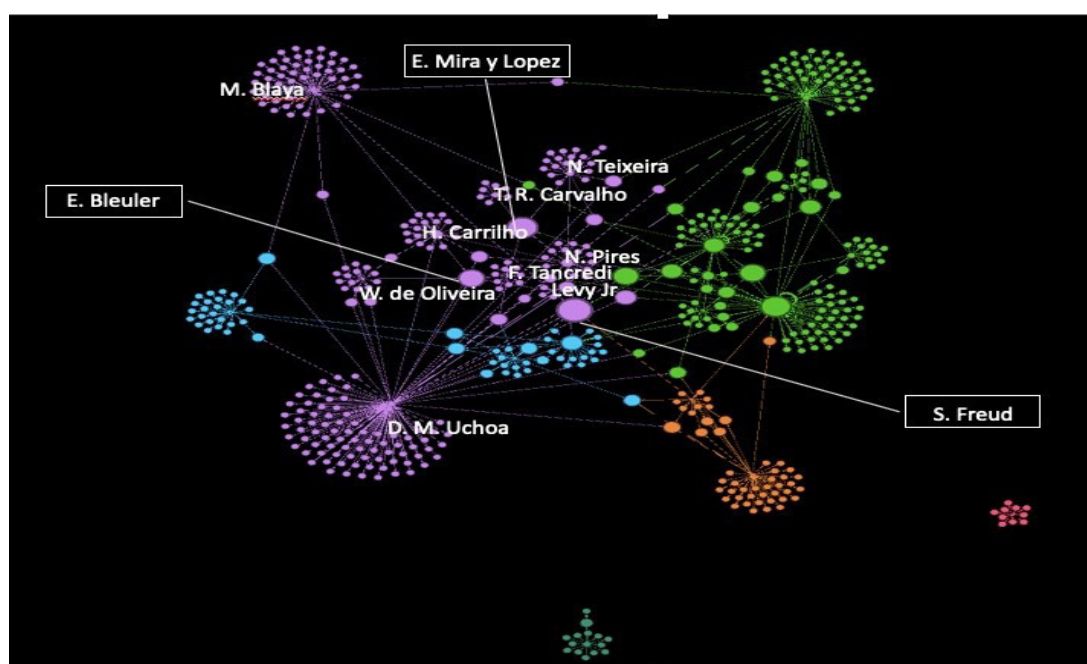 E. Mira y Lopez
M. Blaya
N. Teixeira
T. R. Carvalho
E. Bleuler
H. Carrilho
N. Pires
F. Tancredi
W. de Oliveira
Levy Jr
S. Freud
D. M. Uchoa